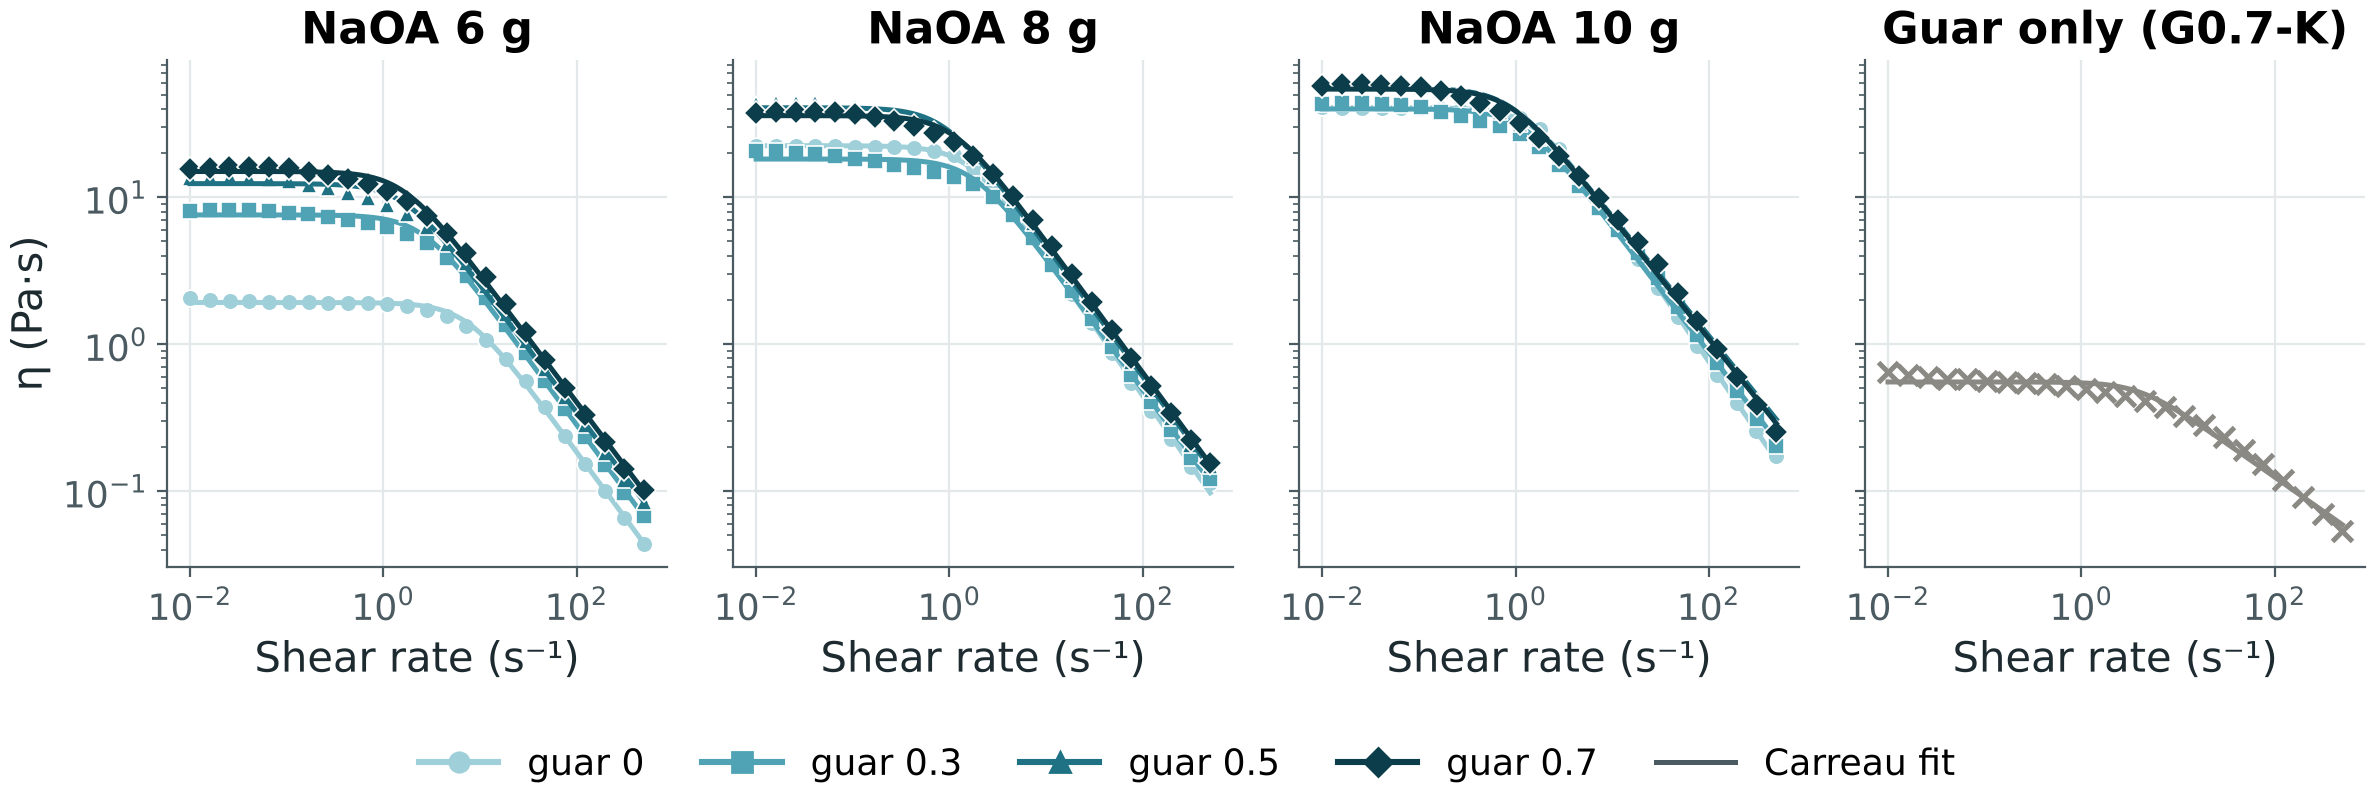 NaOA 6 g
NaOA 8 g
NaOA 10 g
Guar only (G0.7-K)
η (Pa·s)
10¹
10⁰
10⁻¹
10⁻² 10⁰ 10²
10⁻² 10⁰ 10²
10⁻² 10⁰ 10²
10⁻² 10⁰ 10²
Shear rate (s⁻¹)
Shear rate (s⁻¹)
Shear rate (s⁻¹)
Shear rate (s⁻¹)
guar 0
guar 0.3
guar 0.5
guar 0.7
Carreau fit